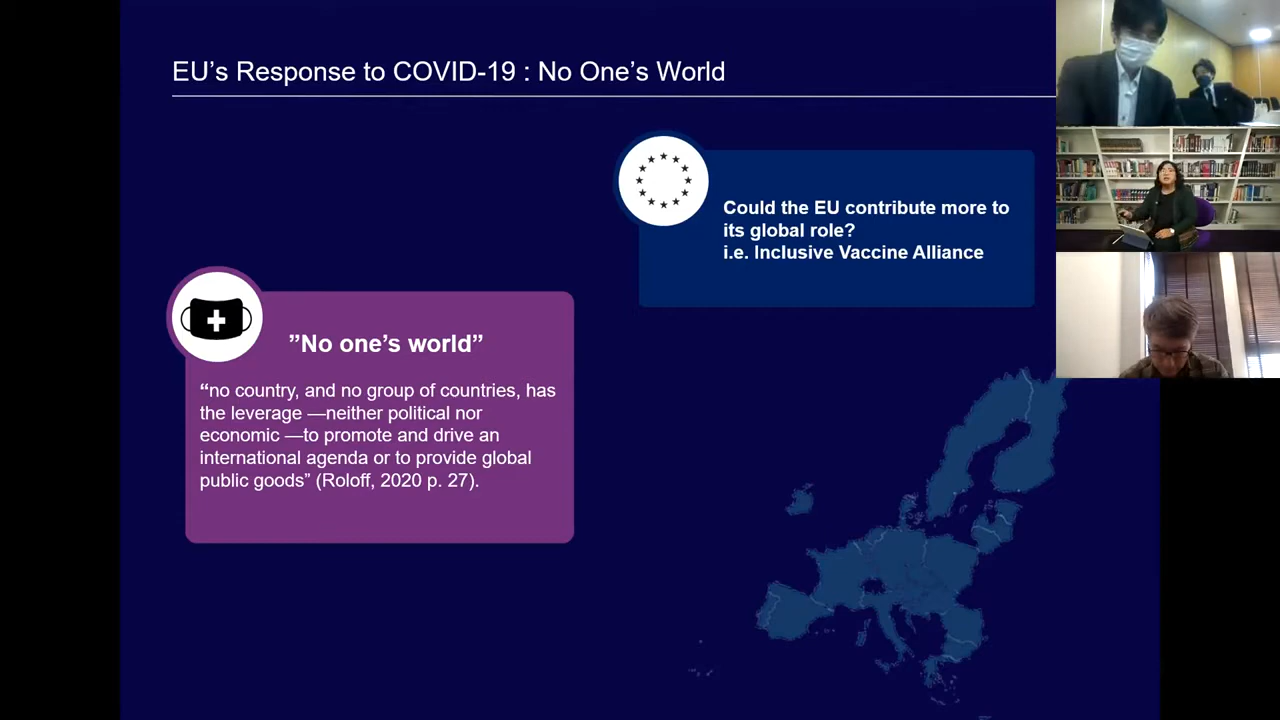 EU’s Response to COVID-19 : No One’s World
Could the EU contribute more to
its global role?
i.e. Inclusive Vaccine Alliance
”No one’s world”
“no country, and no group of countries, has
the leverage —neither political nor
economic —to promote and drive an
international agenda or to provide global
public goods” (Roloff, 2020 p. 27).